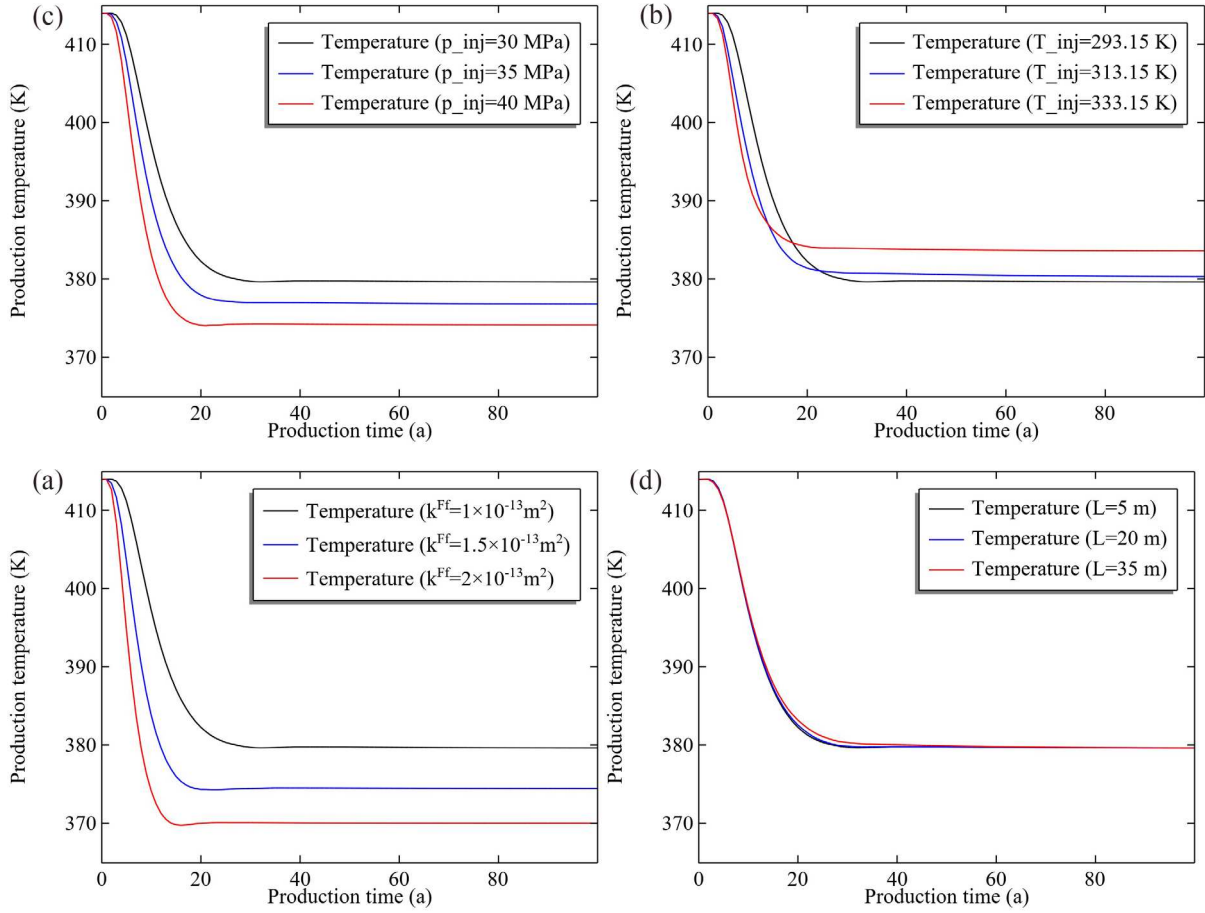 (c)
Temperature (p_inj=30 MPa)
Temperature (p_inj=35 MPa)
Temperature (p_inj=40 MPa)
Production temperature (K)
410
400
390
380
370
0 20 40 60 80
Production time (a)
(b)
Temperature (T_inj=293.15 K)
Temperature (T_inj=313.15 K)
Temperature (T_inj=333.15 K)
Production temperature (K)
410
400
390
380
370
0 20 40 60 80
Production time (a)
(a)
Temperature (k^Ff=1×10^-13m^2)
Temperature (k^Ff=1.5×10^-13m^2)
Temperature (k^Ff=2×10^-13m^2)
Production temperature (K)
410
400
390
380
370
0 20 40 60 80
Production time (a)
(d)
Temperature (L=5 m)
Temperature (L=20 m)
Temperature (L=35 m)
Production temperature (K)
410
400
390
380
370
0 20 40 60 80
Production time (a)